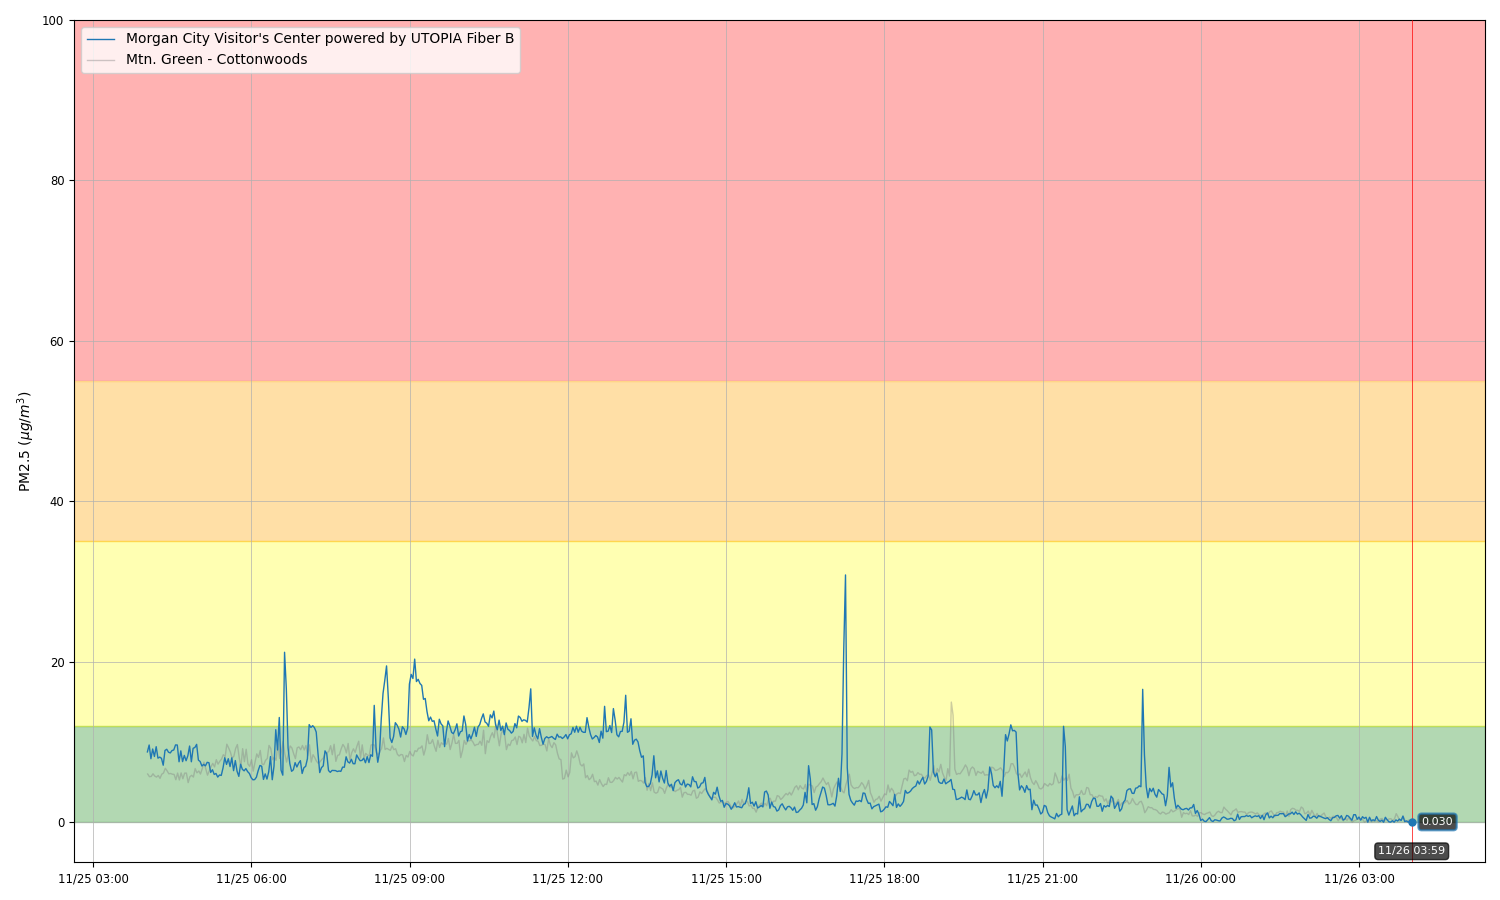 100
Morgan City Visitor's Center powered by UTOPIA Fiber B
Mtn. Green - Cottonwoods
80
60
PM2.5 (μg/m³)
40
20
0
0.030
11/26 03:59
11/25 03:00 11/25 06:00 11/25 09:00 11/25 12:00 11/25 15:00 11/25 18:00 11/25 21:00 11/26 00:00 11/26 03:00